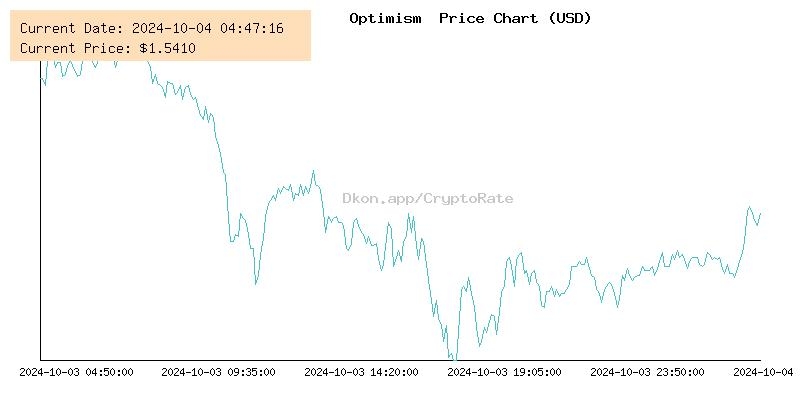 Optimism  Price Chart (USD)
Current Date: 2024-10-04 04:47:16
Current Price: $1.5410
Dkon.app/CryptoRate
2024-10-03 04:50:00 2024-10-03 09:35:00 2024-10-03 14:20:00 2024-10-03 19:05:00 2024-10-03 23:50:00 2024-10-04